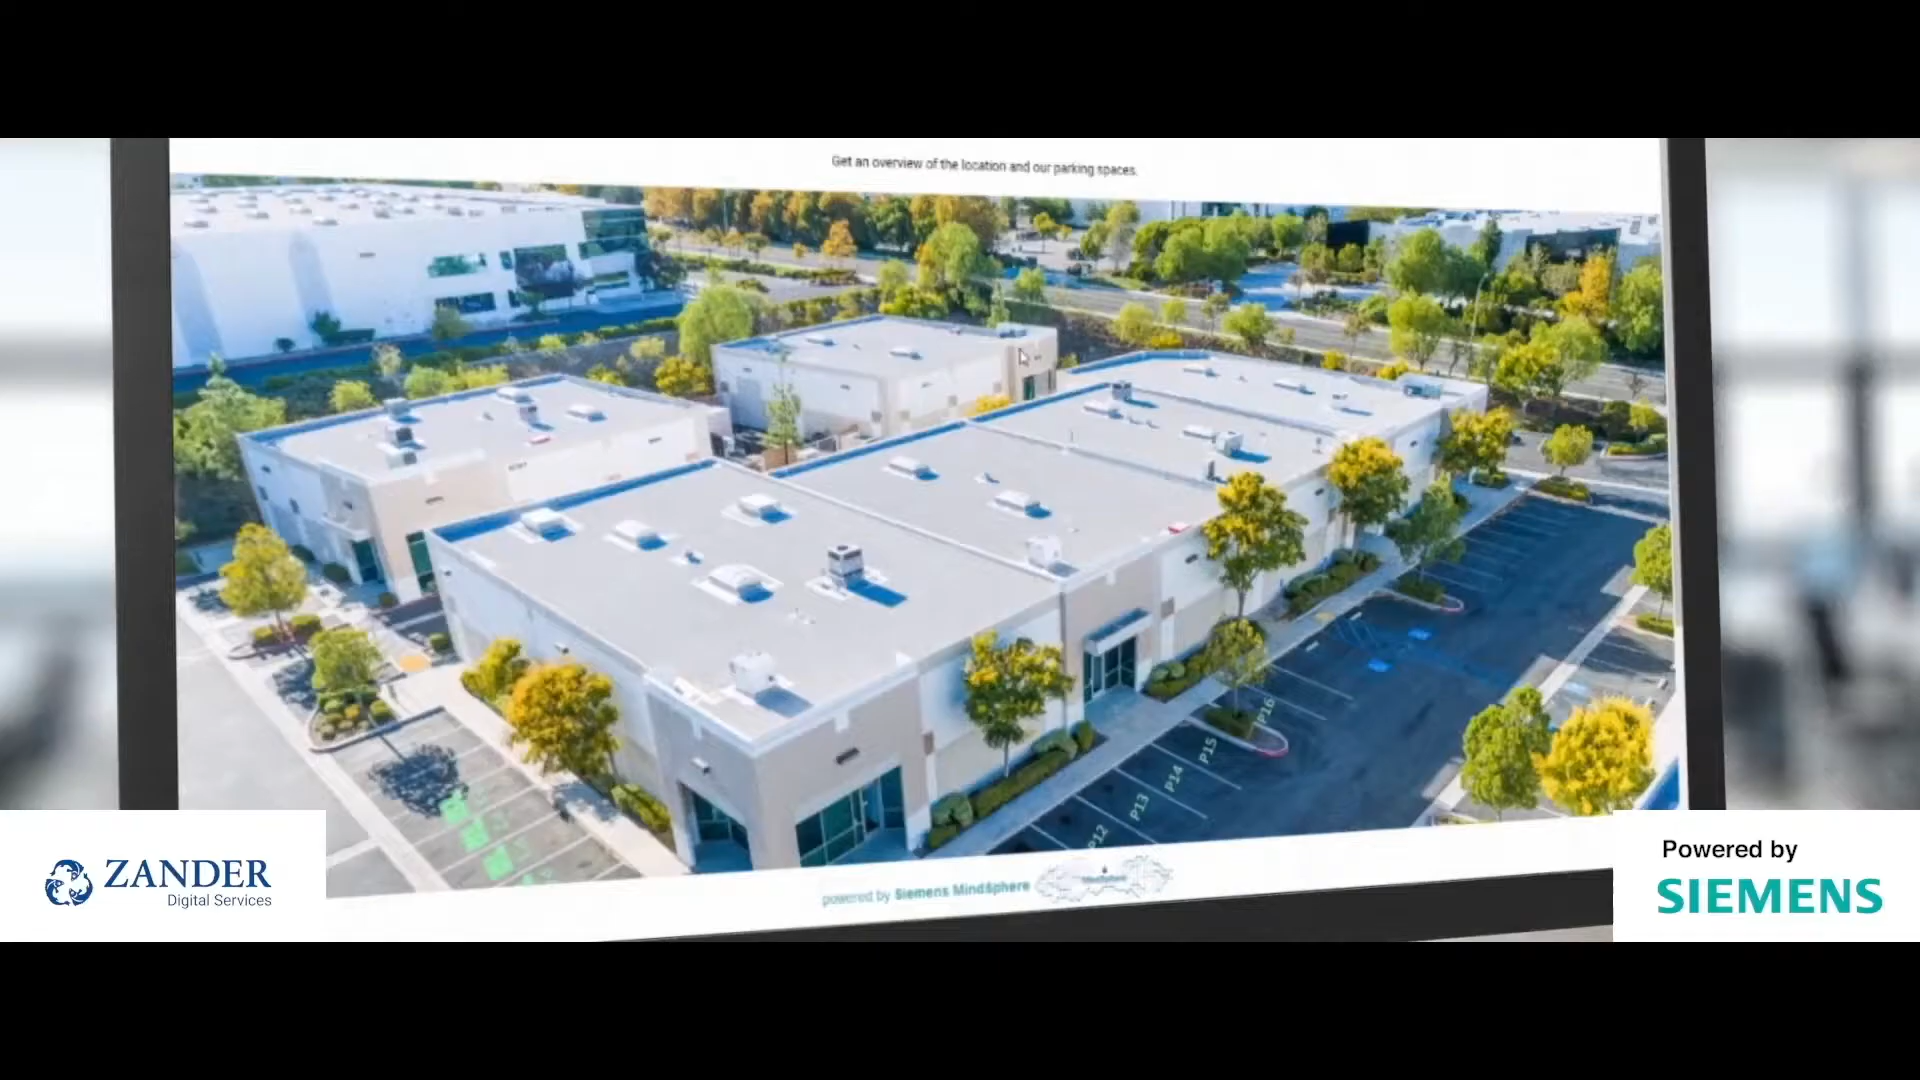 Get an overview of the location and our parking spaces.
P16
P15
P14
P13
P12
powered by Siemens MindSphere
MindSphere
ZANDER
Digital Services
Powered by
SIEMENS